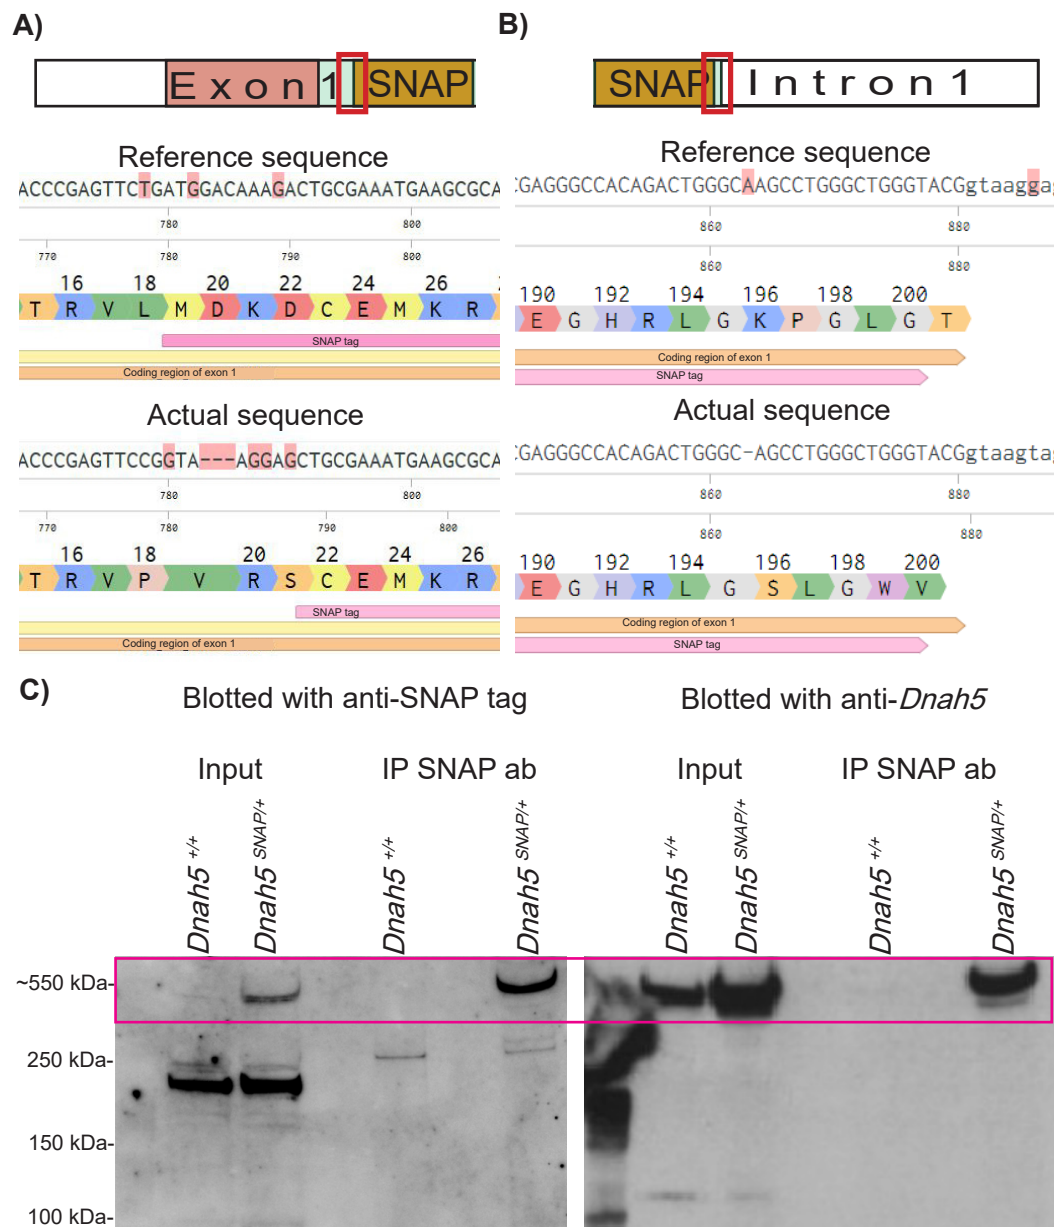 A)
Exon1 SNAP
Reference sequence
ACCCGAGTTCTGATGGACAAAGACTGCGAAATGAAGCGCA
780 800
770 780 790 800
16 18 20 22 24 26
T R V L M D K D C E M K R
SNAP tag
Coding region of exon 1
Actual sequence
ACCCGAGTTCCGGTA---AGGAGCTGCGAAATGAAGCGCA
780 800
770 780 790 800
16 18 20 22 24 26
T R V P V R S C E M K R
SNAP tag
Coding region of exon 1
B)
SNAP Intron1
Reference sequence
CGAGGGCCACAGACTGGGCAAGCCTGGGCTGGGTACGgtaaggag
860 880
860 880
190 192 194 196 198 200
E G H R L G K P G L G T
Coding region of exon 1
SNAP tag
Actual sequence
CGAGGGCCACAGACTGGGC-AGCCTGGGCTGGGTACGgtaagtag
860 880
860 880
190 192 194 196 198 200
E G H R L G S L G W V
Coding region of exon 1
SNAP tag
C)
Blotted with anti-SNAP tag
Blotted with anti-Dnah5
Input IP SNAP ab
Input IP SNAP ab
Dnah5 +/+
Dnah5 SNAP/+
Dnah5 +/+
Dnah5 SNAP/+
Dnah5 +/+
Dnah5 SNAP/+
Dnah5 +/+
Dnah5 SNAP/+
~550 kDa-
250 kDa-
150 kDa-
100 kDa-